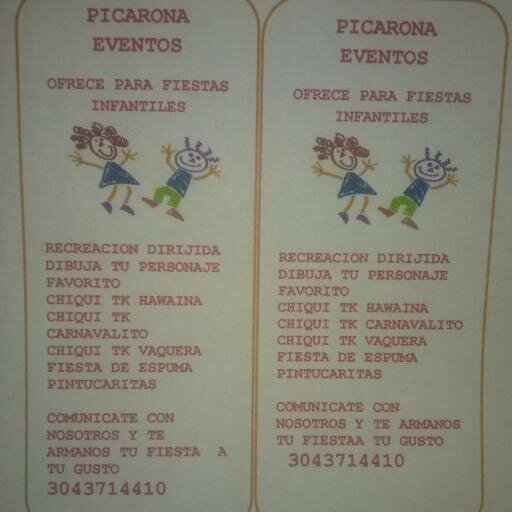 PICARONA
EVENTOS
OFRECE PARA FIESTAS
INFANTILES
RECREACION DIRIJIDA
DIBUJA TU PERSONAJE
FAVORITO
CHIQUI TK HAWAINA
CHIQUI TK
CARNAVALITO
CHIQUI TK VAQUERA
FIESTA DE ESPUMA
PINTUCARITAS
COMUNICATE CON
NOSOTROS Y TE
ARMANOS TU FIESTA A
TU GUSTO
3043714410
PICARONA
EVENTOS
OFRECE PARA FIESTAS
INFANTILES
RECREACION DIRIJIDA
DIBUJA TU PERSONAJE
FAVORITO
CHIQUI TK HAWAINA
CHIQUI TK CARNAVALITO
CHIQUI TK VAQUERA
FIESTA DE ESPUMA
PINTUCARITAS
COMUNICATE CON
NOSOTROS Y TE ARMANOS
TU FIESTAA TU GUSTO
3043714410